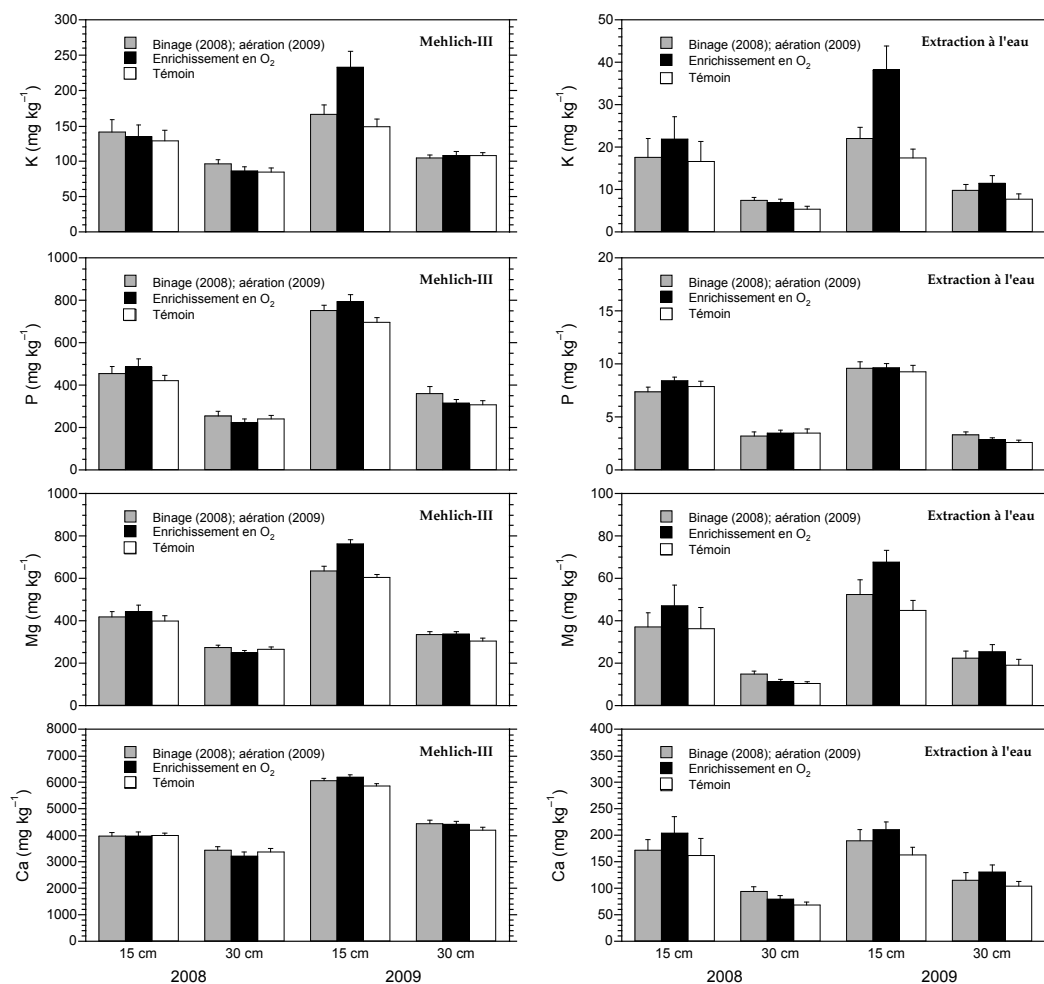 Mehlich-III
Binage (2008); aération (2009)
Enrichissement en O₂
Témoin
K (mg kg⁻¹)
300
250
200
150
100
50
0
Extraction à l'eau
Binage (2008); aération (2009)
Enrichissement en O₂
Témoin
K (mg kg⁻¹)
50
40
30
20
10
0
Mehlich-III
Binage (2008); aération (2009)
Enrichissement en O₂
Témoin
P (mg kg⁻¹)
1000
800
600
400
200
0
Extraction à l'eau
Binage (2008); aération (2009)
Enrichissement en O₂
Témoin
P (mg kg⁻¹)
20
15
10
5
0
Mehlich-III
Binage (2008); aération (2009)
Enrichissement en O₂
Témoin
Mg (mg kg⁻¹)
1000
800
600
400
200
0
Extraction à l'eau
Binage (2008); aération (2009)
Enrichissement en O₂
Témoin
Mg (mg kg⁻¹)
100
80
60
40
20
0
Mehlich-III
Binage (2008); aération (2009)
Enrichissement en O₂
Témoin
Ca (mg kg⁻¹)
8000
7000
6000
5000
4000
3000
2000
1000
0
15 cm 30 cm 15 cm 30 cm
2008 2009
Extraction à l'eau
Binage (2008); aération (2009)
Enrichissement en O₂
Témoin
Ca (mg kg⁻¹)
400
350
300
250
200
150
100
50
0
15 cm 30 cm 15 cm 30 cm
2008 2009